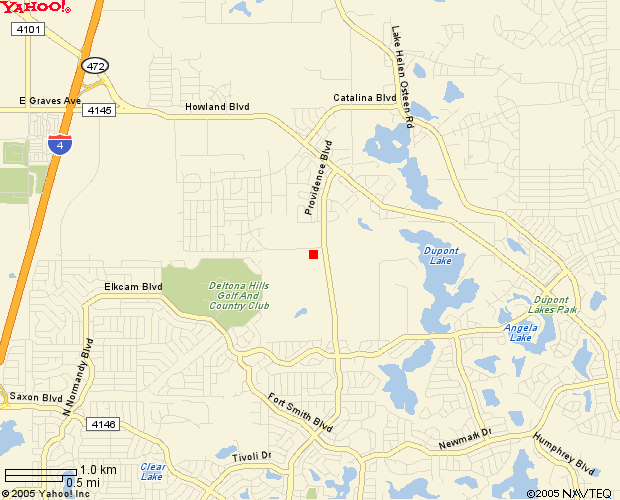 YAHOO!
4101
472
E Graves Ave
4145
Howland Blvd
Catalina Blvd
Lake Helen Osteen Rd
4
Providence Blvd
Dupont
Lake
Elkcam Blvd
Deltona Hills
Golf And
Country Club
Dupont
Lakes Park
Angela
Lake
N Normandy Blvd
Saxon Blvd
4146
Fort Smith Blvd
Newmark Dr
Humphrey Blvd
Tivoli Dr
Clear
Lake
1.0 km
0.5 mi
©2005 Yahoo! Inc
©2005 NAVTEQ